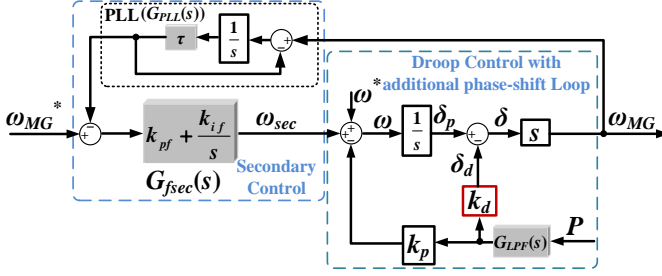 PLL(G_PLL(s))
τ
1/s
Droop Control with
additional phase-shift Loop
ω_MG*
k_pf + k_if/s
ω_sec
G_fsec(s)
Secondary
Control
ω*
ω
1/s
δ_p
δ
s
ω_MG
δ_d
k_d
k_p
G_LPF(s)
P